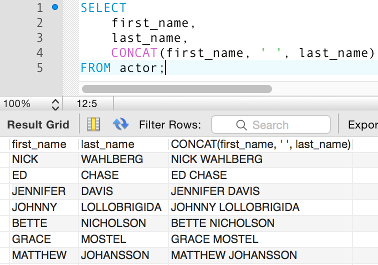 1 SELECT
2 first_name,
3 last_name,
4 CONCAT(first_name, ' ', last_name)
5 FROM actor;
100% 12:5
Result Grid Filter Rows: Search Expor
first_name last_name CONCAT(first_name, ' ', last_name)
NICK WAHLBERG NICK WAHLBERG
ED CHASE ED CHASE
JENNIFER DAVIS JENNIFER DAVIS
JOHNNY LOLLOBRIGIDA JOHNNY LOLLOBRIGIDA
BETTE NICHOLSON BETTE NICHOLSON
GRACE MOSTEL GRACE MOSTEL
MATTHEW JOHANSSON MATTHEW JOHANSSON